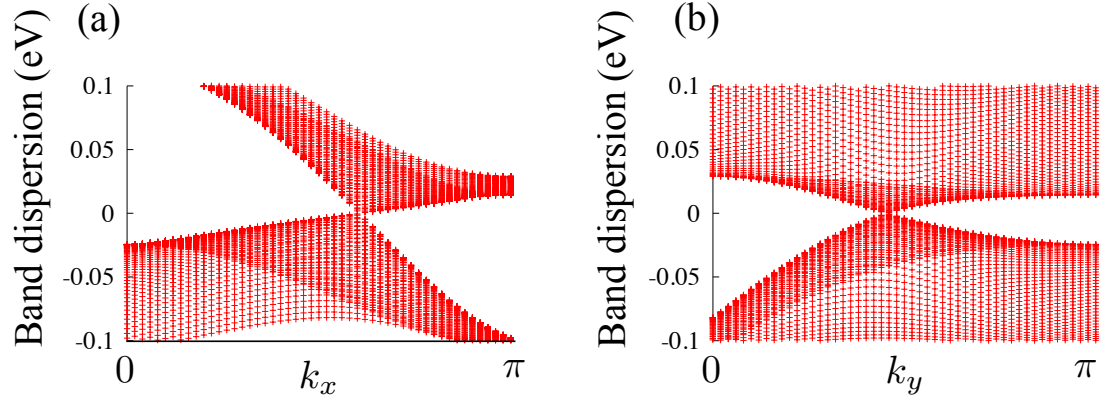 (a)
Band dispersion (eV)
0.1
0.05
0
-0.05
-0.1
0
k_x
π
(b)
Band dispersion (eV)
0.1
0.05
0
-0.05
-0.1
0
k_y
π